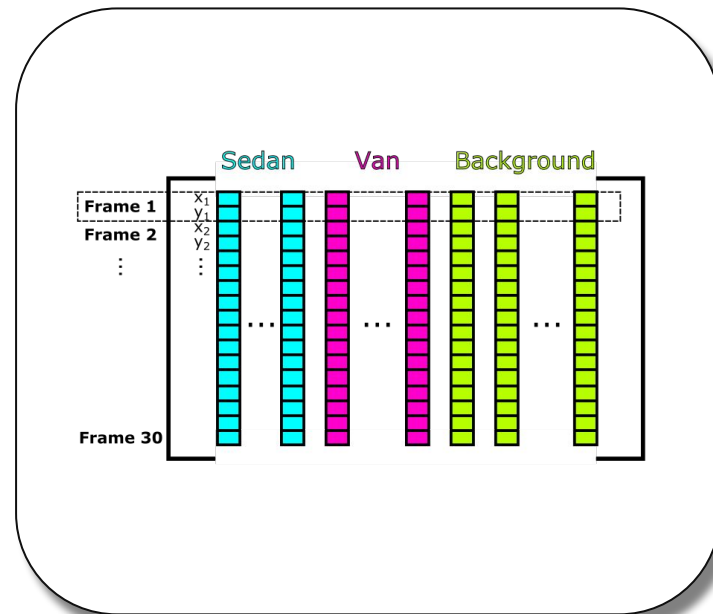 Sedan Van Background
Frame 1 x1
y1
Frame 2 x2
y2
⋮ ⋮
... ... ...
Frame 30